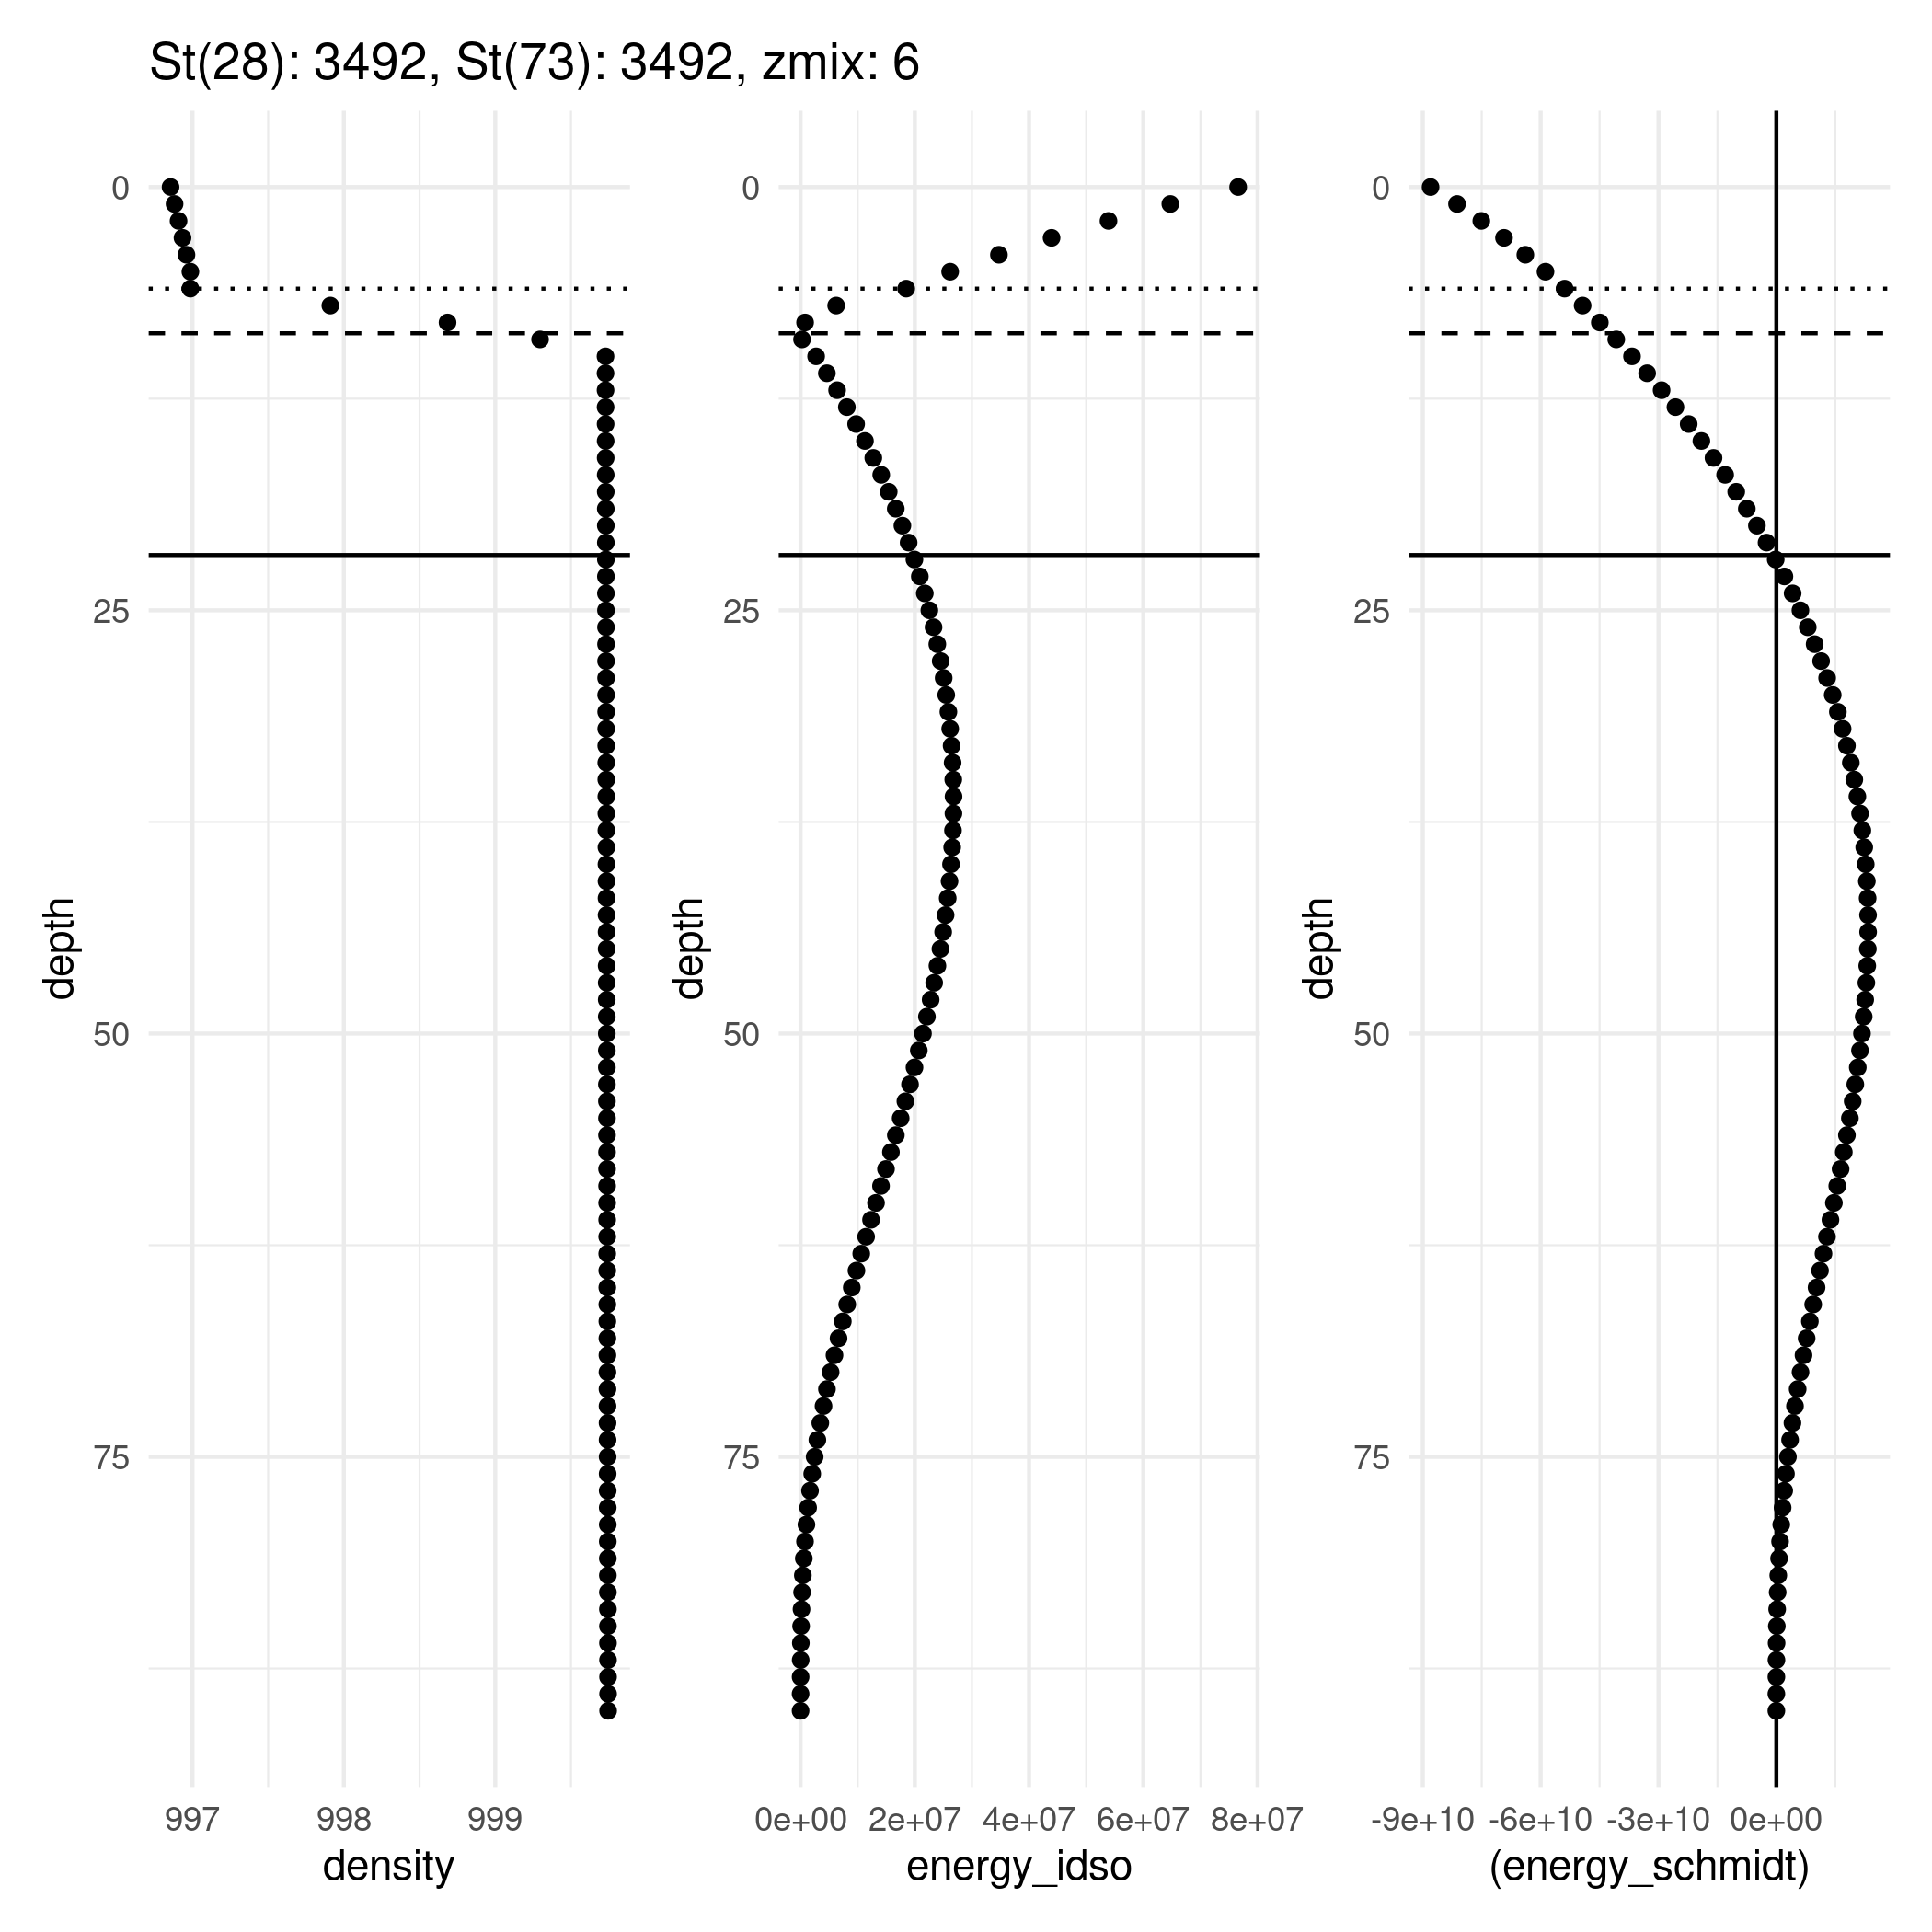 St(28): 3492, St(73): 3492, zmix: 6
0
25
50
75
depth
997 998 999
density
0
25
50
75
depth
0e+00 2e+07 4e+07 6e+07 8e+07
energy_idso
0
25
50
75
depth
-9e+10 -6e+10 -3e+10 0e+00
(energy_schmidt)